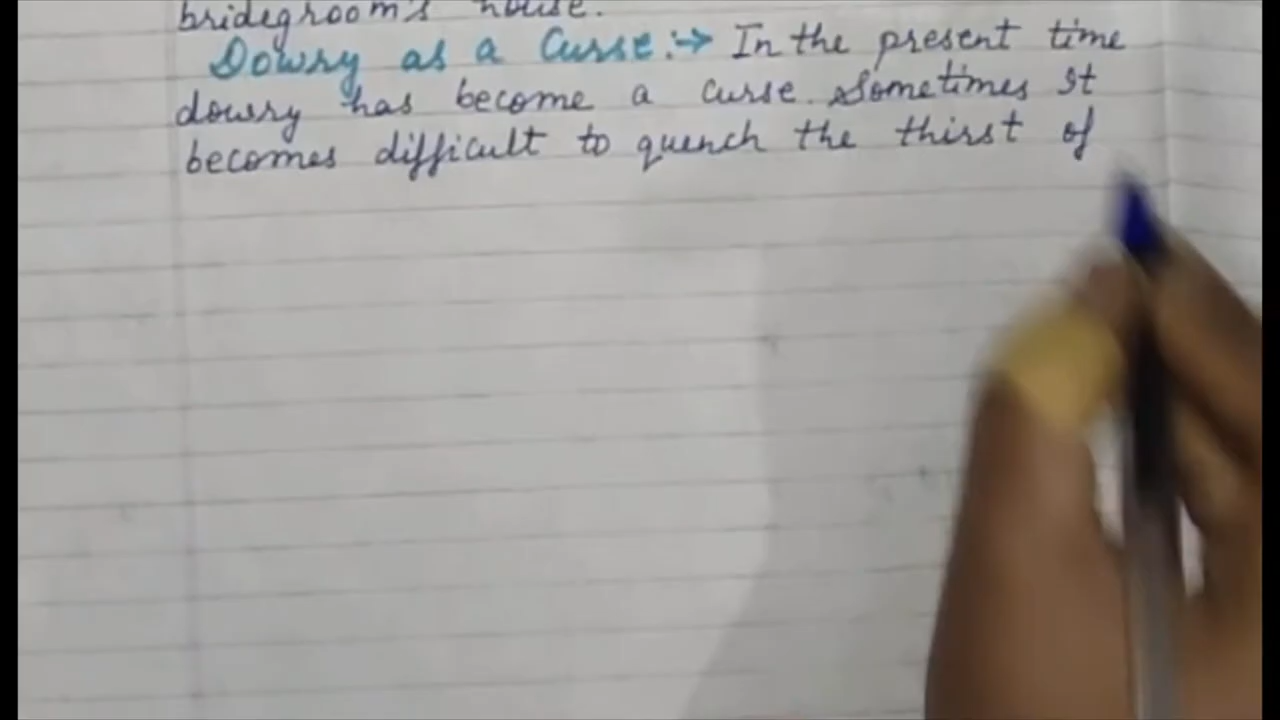 bridegroom's house.
Dowry as a Curse:→ In the present time
dowry has become a curse. Sometimes It
becomes difficult to quench the thirst of